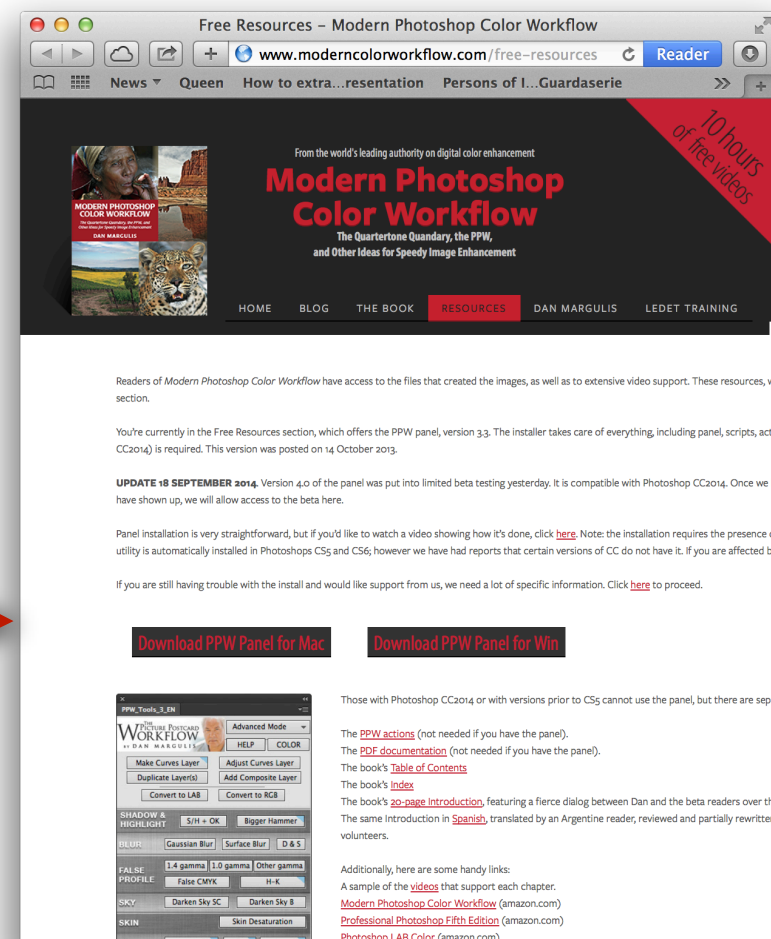 Free Resources – Modern Photoshop Color Workflow
www.moderncolorworkflow.com/free-resources
Reader
News
Queen
How to extra...resentation
Persons of I...Guardaserie
10 hours
of free videos
From the world's leading authority on digital color enhancement
Modern Photoshop
Color Workflow
The Quartertone Quandary, the PPW,
and Other Ideas for Speedy Image Enhancement
MODERN PHOTOSHOP
COLOR WORKFLOW
The Quartertone Quandary, the PPW, and
Other Ideas for Speedy Image Enhancement
DAN MARGULIS
HOME
BLOG
THE BOOK
RESOURCES
DAN MARGULIS
LEDET TRAINING
Readers of Modern Photoshop Color Workflow have access to the files that created the images, as well as to extensive video support. These resources, w
section.
You're currently in the Free Resources section, which offers the PPW panel, version 3.3. The installer takes care of everything, including panel, scripts, act
CC2014) is required. This version was posted on 14 October 2013.
UPDATE 18 SEPTEMBER 2014. Version 4.0 of the panel was put into limited beta testing yesterday. It is compatible with Photoshop CC2014. Once we
have shown up, we will allow access to the beta here.
Panel installation is very straightforward, but if you'd like to watch a video showing how it's done, click here. Note: the installation requires the presence o
utility is automatically installed in Photoshops CS5 and CS6; however we have had reports that certain versions of CC do not have it. If you are affected b
If you are still having trouble with the install and would like support from us, we need a lot of specific information. Click here to proceed.
Download PPW Panel for Mac
Download PPW Panel for Win
PPW_Tools_3_EN
THE
PICTURE POSTCARD
WORKFLOW
BY DAN MARGULIS
Advanced Mode
HELP
COLOR
Make Curves Layer
Adjust Curves Layer
Duplicate Layer(s)
Add Composite Layer
Convert to LAB
Convert to RGB
SHADOW &
HIGHLIGHT
S/H + OK
Bigger Hammer
BLUR
Gaussian Blur
Surface Blur
D & S
FALSE
PROFILE
1.4 gamma
1.0 gamma
Other gamma
False CMYK
H-K
SKY
Darken Sky SC
Darken Sky B
SKIN
Skin Desaturation
Those with Photoshop CC2014 or with versions prior to CS5 cannot use the panel, but there are sep
The PPW actions (not needed if you have the panel).
The PDF documentation (not needed if you have the panel).
The book's Table of Contents
The book's Index
The book's 20-page Introduction, featuring a fierce dialog between Dan and the beta readers over th
The same Introduction in Spanish, translated by an Argentine reader, reviewed and partially rewritte
volunteers.
Additionally, here are some handy links:
A sample of the videos that support each chapter.
Modern Photoshop Color Workflow (amazon.com)
Professional Photoshop Fifth Edition (amazon.com)
Photoshop LAB Color (amazon.com)